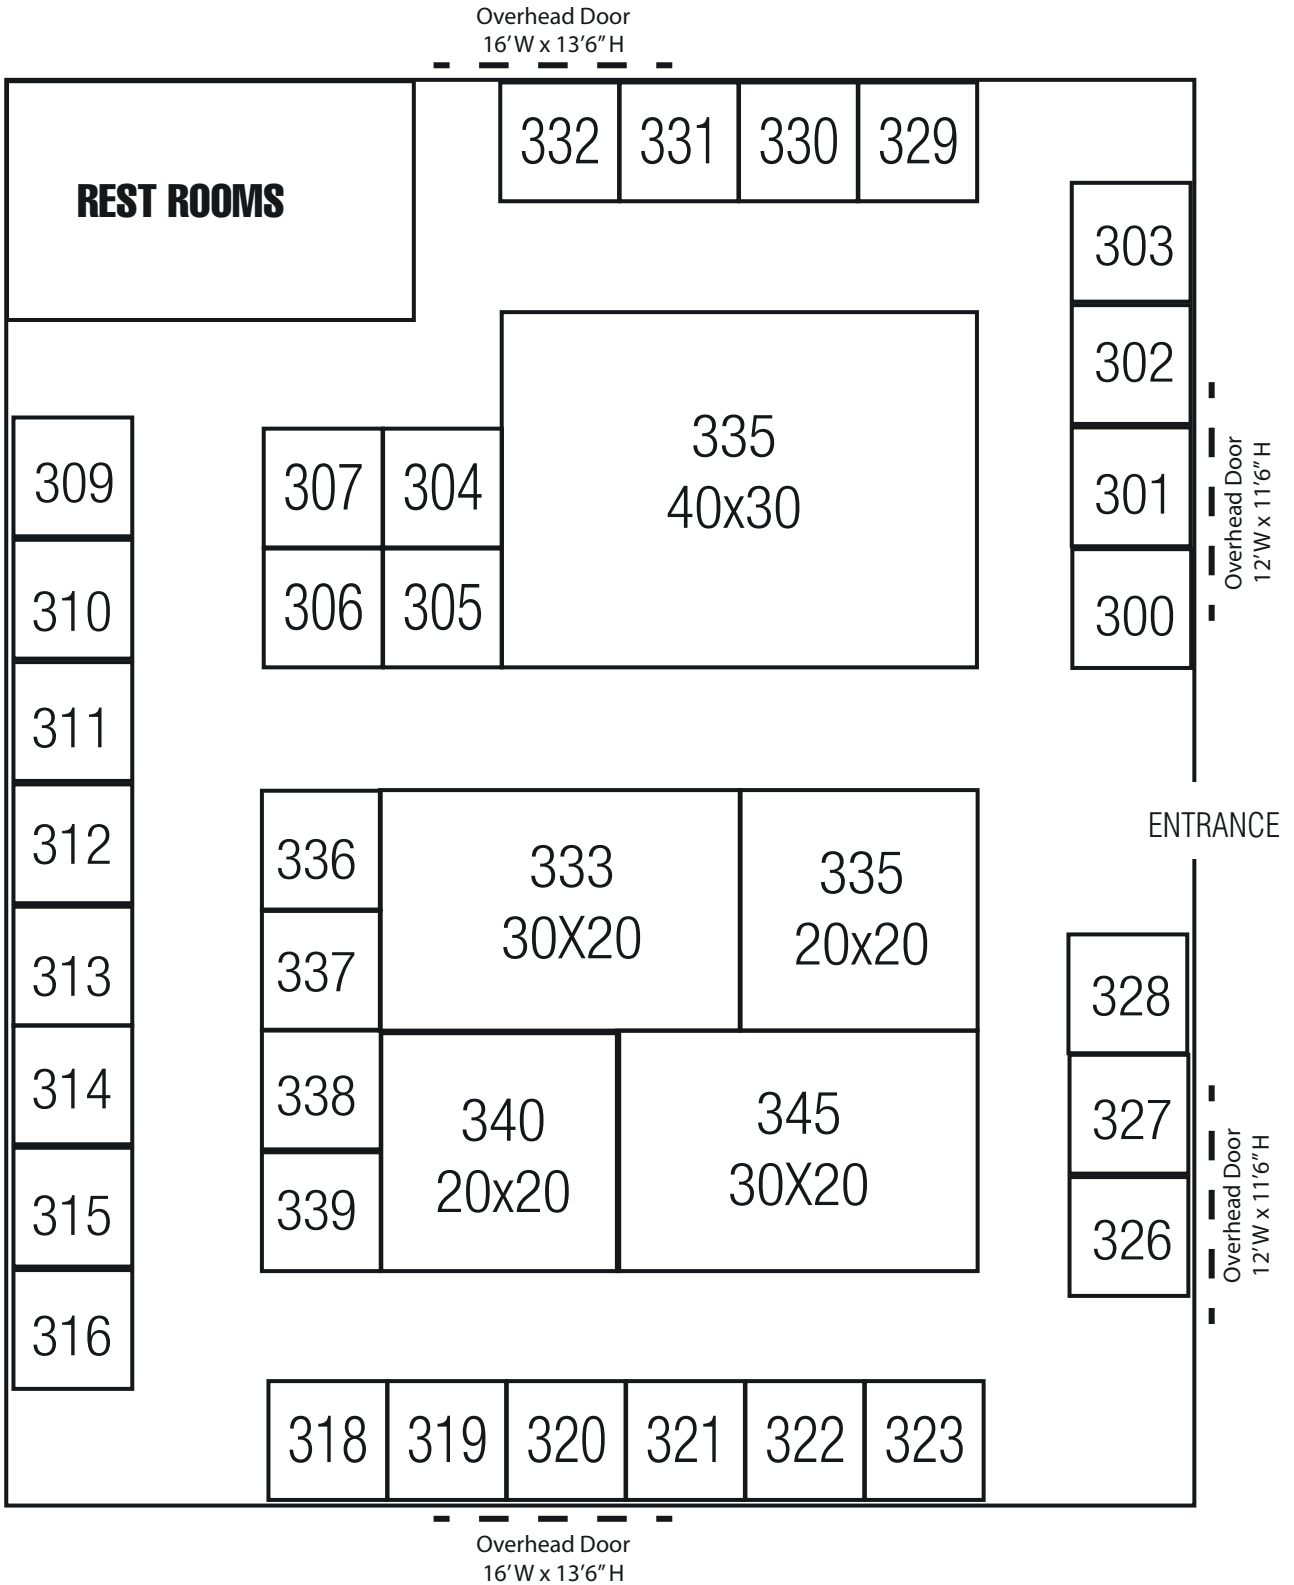 Overhead Door
16'W x 13'6"H
332 331 330 329
REST ROOMS
303
302
301
300
Overhead Door
12'W x 11'6"H
335
40x30
307 304
306 305
309
310
311
312
313
314
315
316
336
337
338
339
333
30X20
335
20x20
340
20x20
345
30X20
ENTRANCE
328
327
326
Overhead Door
12'W x 11'6"H
318 319 320 321 322 323
Overhead Door
16'W x 13'6"H